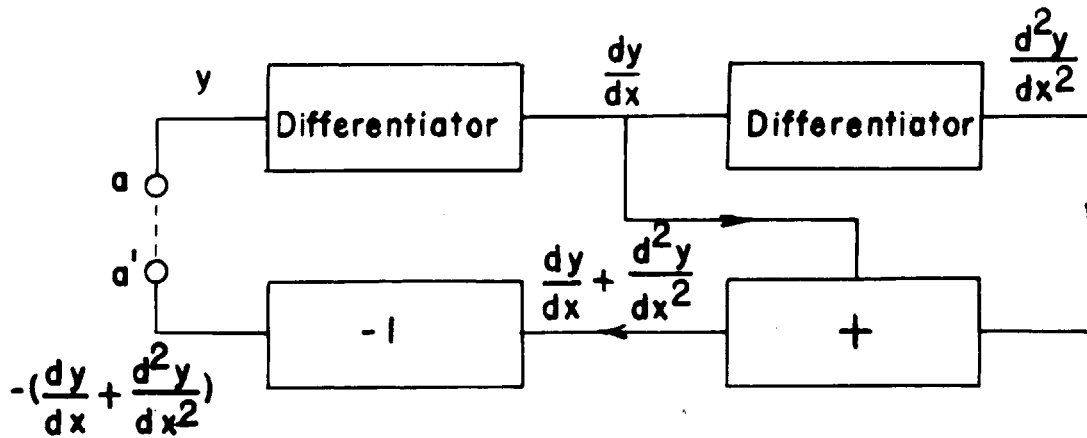 y
Differentiator
dy/dx
Differentiator
d²y/dx²
a
a'
-1
dy/dx + d²y/dx²
+
-(dy/dx + d²y/dx²)